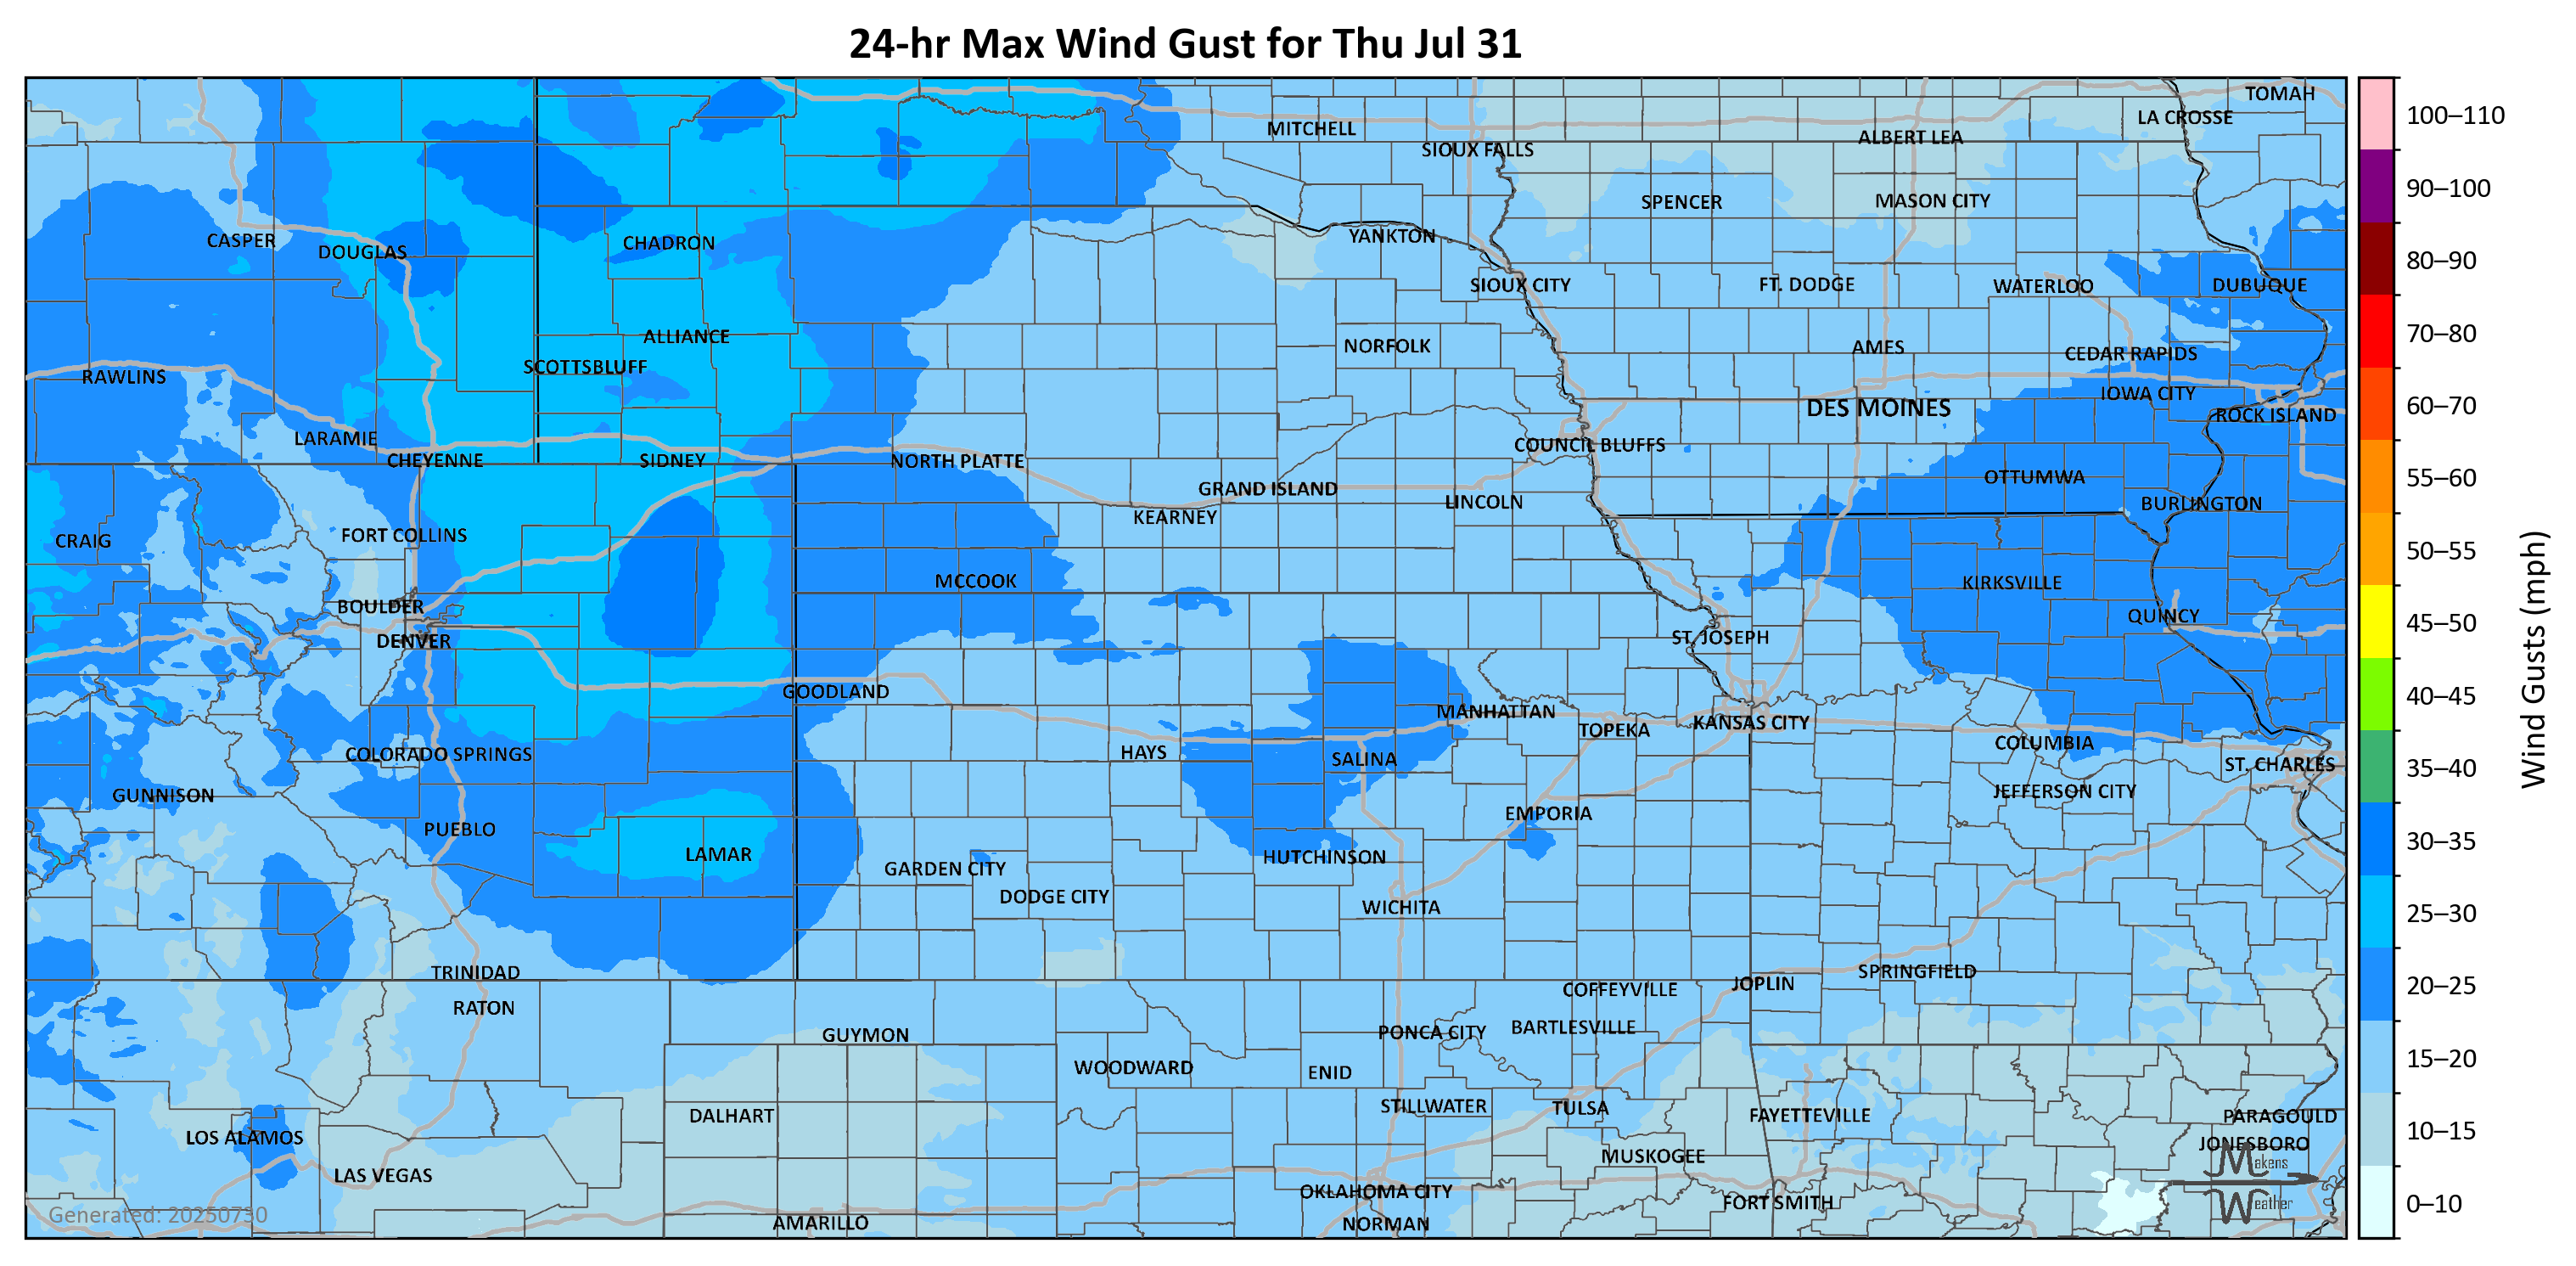 24-hr Max Wind Gust for Thu Jul 31
TOMAH
LA CROSSE
MITCHELL
ALBERT LEA
SIOUX FALLS
SPENCER
MASON CITY
CASPER
DOUGLAS
CHADRON
YANKTON
SIOUX CITY
FT. DODGE
WATERLOO
DUBUQUE
ALLIANCE
NORFOLK
AMES
CEDAR RAPIDS
SCOTTSBLUFF
RAWLINS
IOWA CITY
DES MOINES
ROCK ISLAND
LARAMIE
COUNCIL BLUFFS
CHEYENNE
SIDNEY
NORTH PLATTE
OTTUMWA
GRAND ISLAND
LINCOLN
BURLINGTON
KEARNEY
FORT COLLINS
CRAIG
MCCOOK
KIRKSVILLE
BOULDER
QUINCY
DENVER
ST. JOSEPH
GOODLAND
MANHATTAN
KANSAS CITY
TOPEKA
COLUMBIA
HAYS
COLORADO SPRINGS
SALINA
ST. CHARLES
GUNNISON
JEFFERSON CITY
EMPORIA
PUEBLO
LAMAR
HUTCHINSON
GARDEN CITY
DODGE CITY
WICHITA
TRINIDAD
SPRINGFIELD
JOPLIN
COFFEYVILLE
RATON
BARTLESVILLE
PONCA CITY
GUYMON
WOODWARD
ENID
STILLWATER
TULSA
DALHART
FAYETTEVILLE
PARAGOULD
LOS ALAMOS
JONESBORO
MUSKOGEE
LAS VEGAS
OKLAHOMA CITY
FORT SMITH
AMARILLO
NORMAN
Makens
Weather
Generated: 20250730
100–110
90–100
80–90
70–80
60–70
55–60
50–55
45–50
40–45
35–40
30–35
25–30
20–25
15–20
10–15
0–10
Wind Gusts (mph)